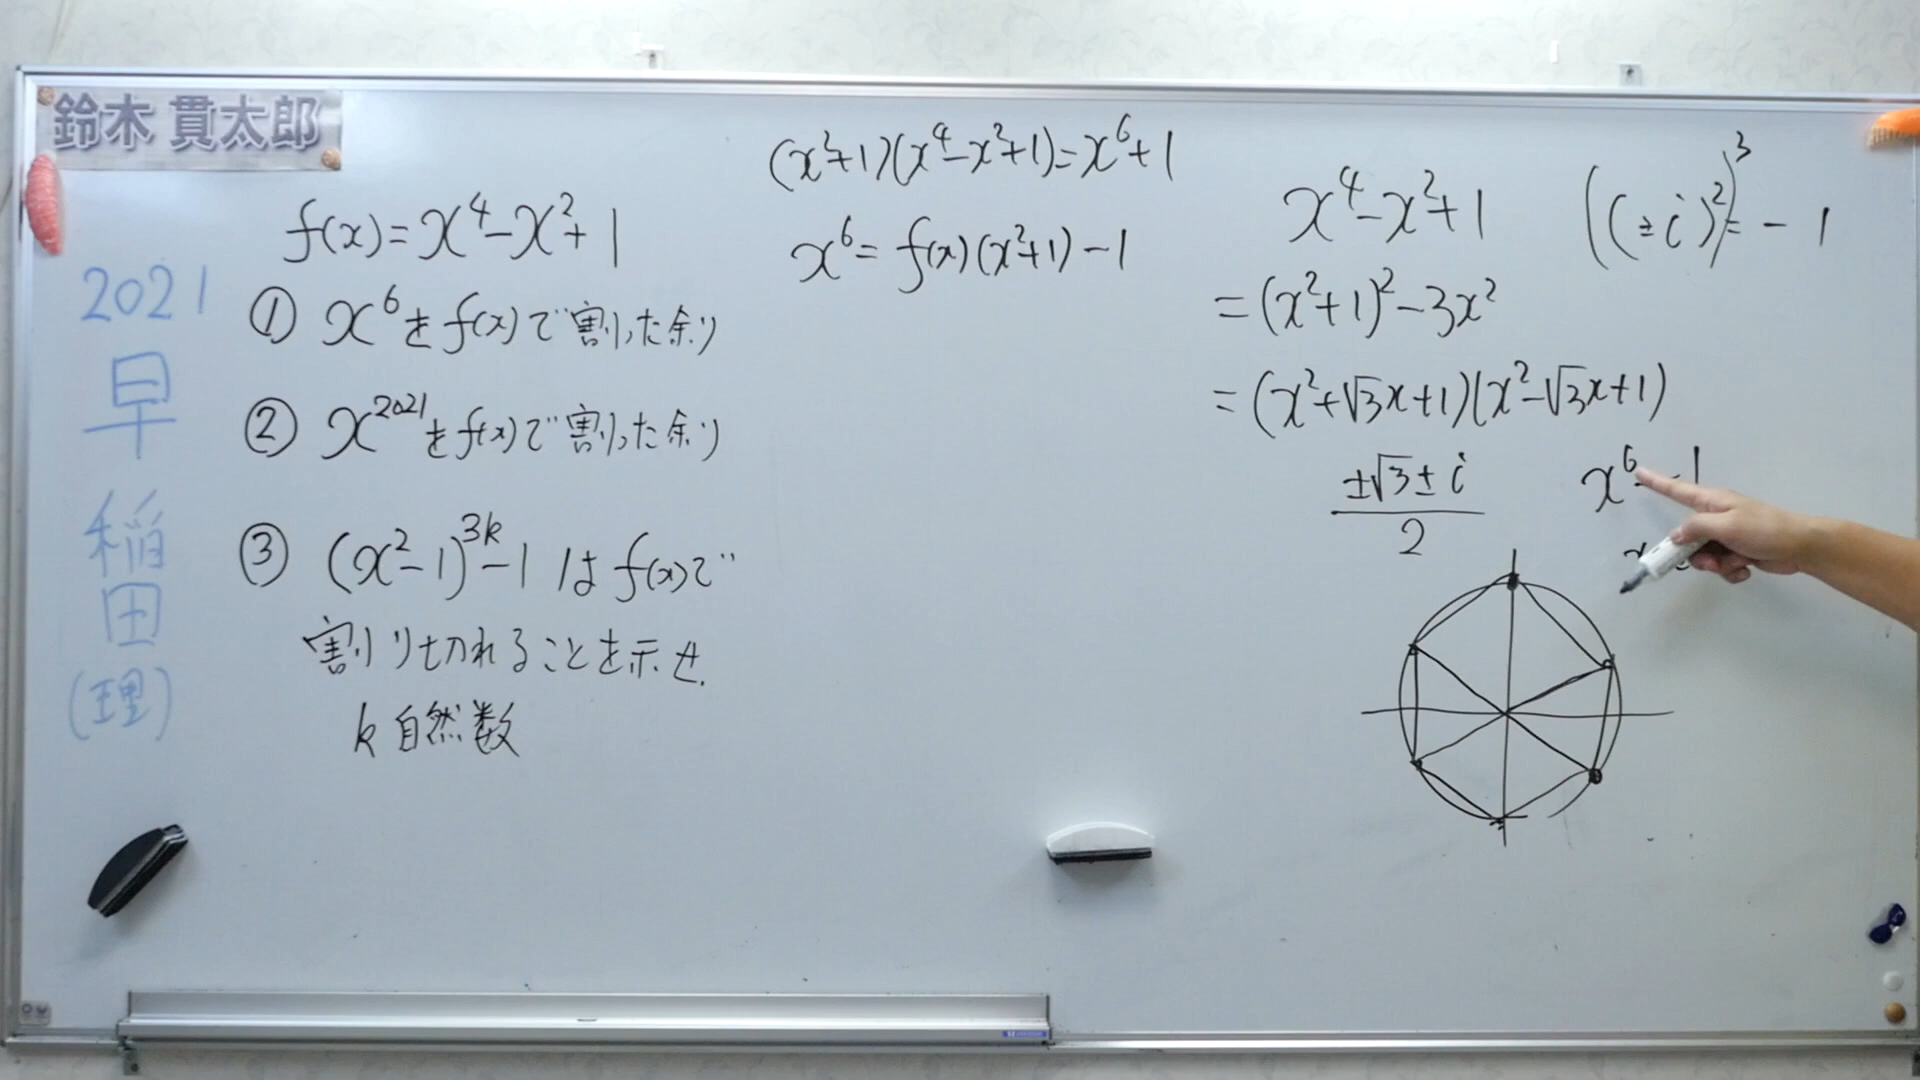 鈴木 貫太郎
2021
早
稲
田
(理)
f(x)=x⁴-x²+1
① x⁶をf(x)で割った余り
② x²⁰²¹をf(x)で割った余り
③ (x²-1)³ᵏ-1 はf(x)で
割り切れることを示せ.
k 自然数
(x²+1)(x⁴-x²+1)=x⁶+1
x⁶=f(x)(x²+1)-1
x⁴-x²+1
=(x²+1)²-3x²
=(x²+√3x+1)(x²-√3x+1)
(±√3±i)/2
((±i)²)³=-1
x⁶